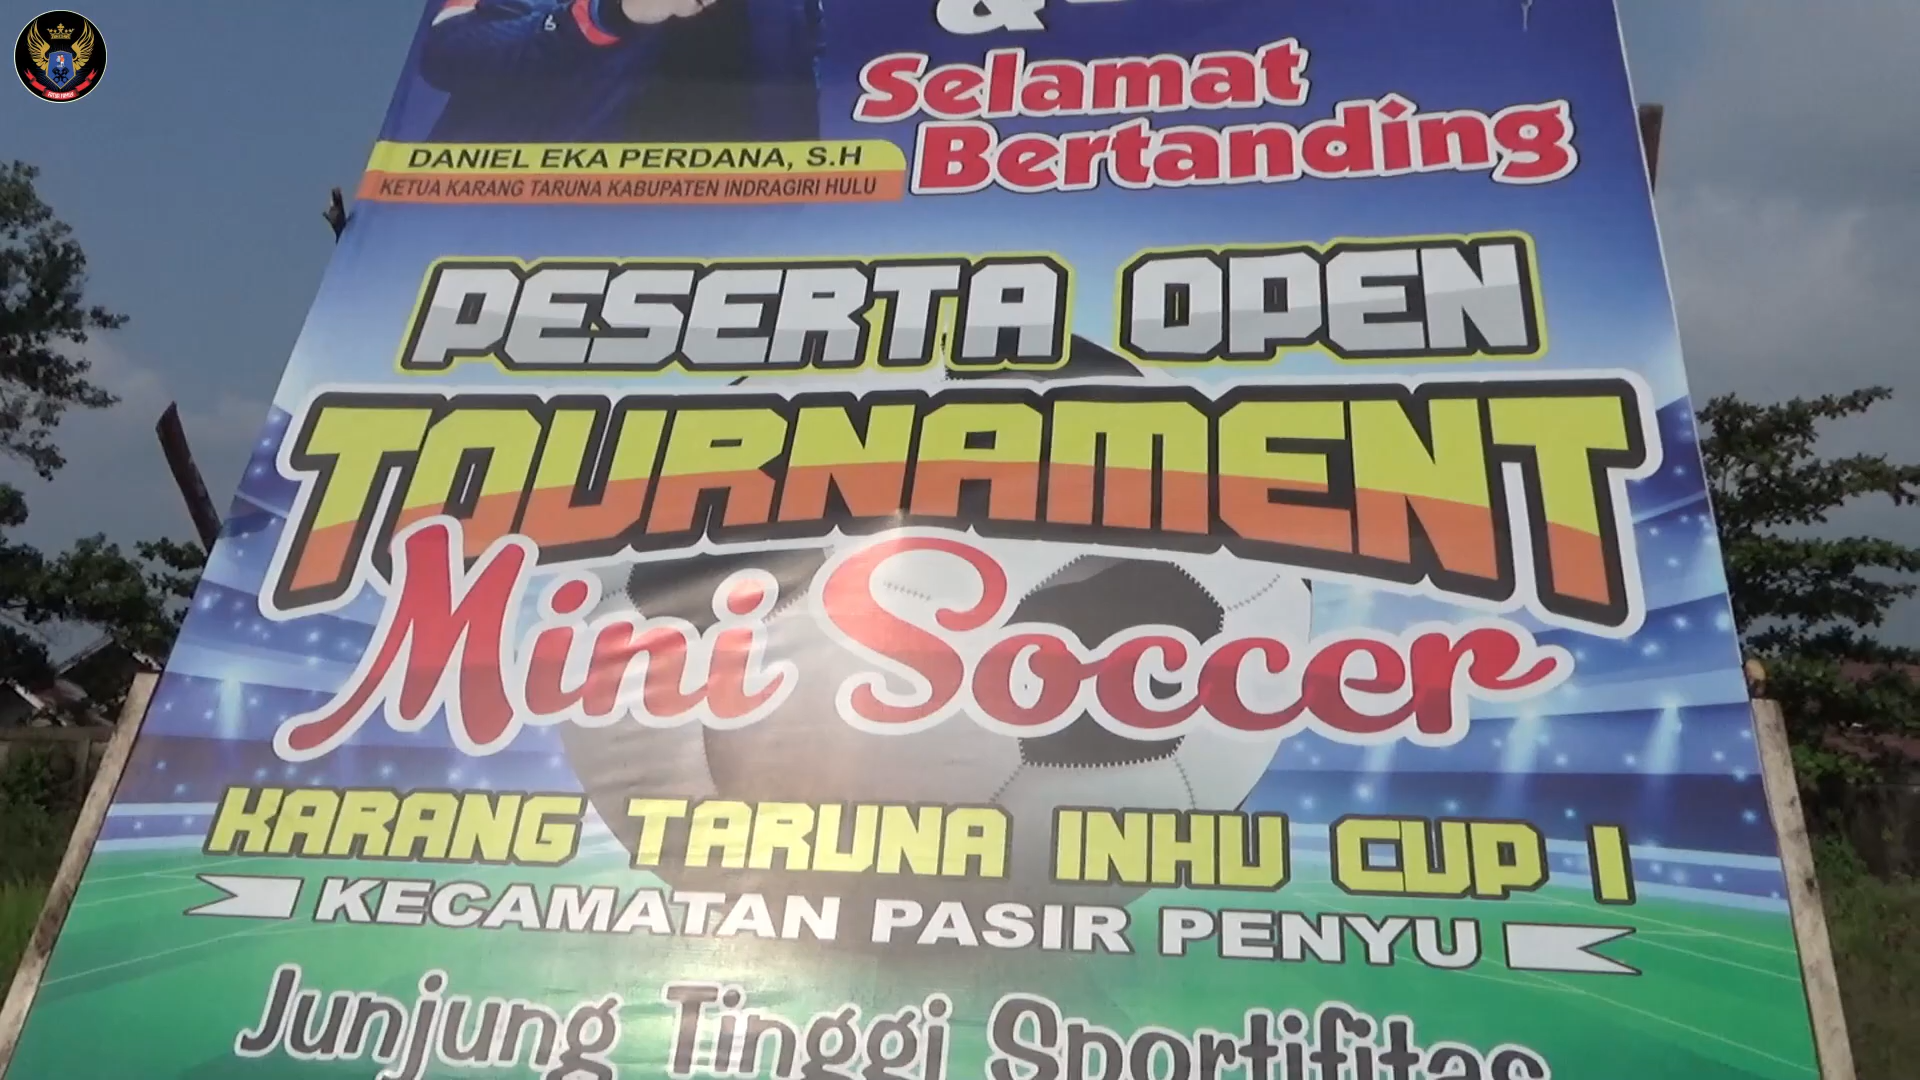 &
Selamat
Bertanding
DANIEL EKA PERDANA, S.H
KETUA KARANG TARUNA KABUPATEN INDRAGIRI HULU
PESERTA OPEN
TOURNAMENT
Mini Soccer
KARANG TARUNA INHU CUP I
KECAMATAN PASIR PENYU
Junjung Tinggi Sportifitas